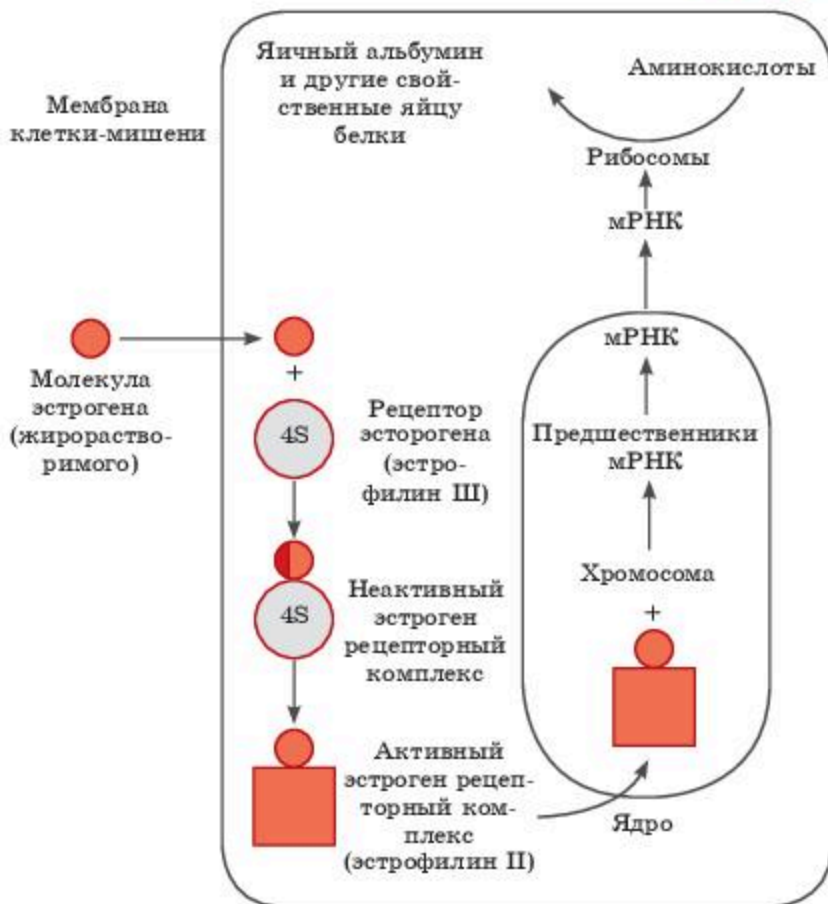 Яичный альбумин
и другие свой-
ственные яйцу
белки
Аминокислоты
Мембрана
клетки-мишени
Рибосомы
мРНК
мРНК
Молекула
эстрогена
(жирораство-
римого)
+
4S
Рецептор
эсторогена
(эстро-
филин III)
Предшественники
мРНК
4S
Неактивный
эстроген
рецепторный
комплекс
Хромосома
+
Активный
эстроген рецеп-
торный ком-
плекс
(эстрофилин II)
Ядро